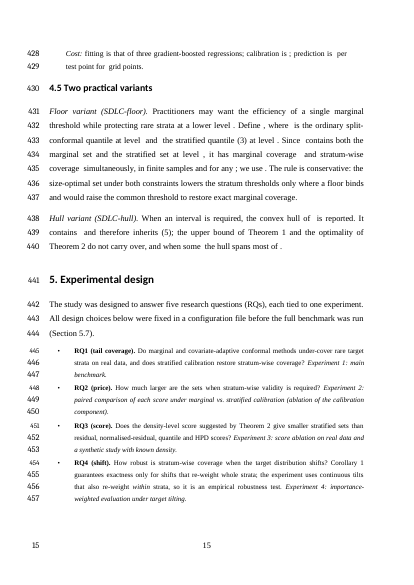 428 Cost: fitting is that of three gradient-boosted regressions; calibration is ; prediction is per
429 test point for grid points.
430 4.5 Two practical variants
431 Floor variant (SDLC-floor). Practitioners may want the efficiency of a single marginal
432 threshold while protecting rare strata at a lower level . Define , where is the ordinary split-
433 conformal quantile at level and the stratified quantile (3) at level . Since contains both the
434 marginal set and the stratified set at level , it has marginal coverage and stratum-wise
435 coverage simultaneously, in finite samples and for any ; we use . The rule is conservative: the
436 size-optimal set under both constraints lowers the stratum thresholds only where a floor binds
437 and would raise the common threshold to restore exact marginal coverage.
438 Hull variant (SDLC-hull). When an interval is required, the convex hull of is reported. It
439 contains and therefore inherits (5); the upper bound of Theorem 1 and the optimality of
440 Theorem 2 do not carry over, and when some the hull spans most of .
441 5. Experimental design
442 The study was designed to answer five research questions (RQs), each tied to one experiment.
443 All design choices below were fixed in a configuration file before the full benchmark was run
444 (Section 5.7).
445 • RQ1 (tail coverage). Do marginal and covariate-adaptive conformal methods under-cover rare target
446 strata on real data, and does stratified calibration restore stratum-wise coverage? Experiment 1: main
447 benchmark.
448 • RQ2 (price). How much larger are the sets when stratum-wise validity is required? Experiment 2:
449 paired comparison of each score under marginal vs. stratified calibration (ablation of the calibration
450 component).
451 • RQ3 (score). Does the density-level score suggested by Theorem 2 give smaller stratified sets than
452 residual, normalised-residual, quantile and HPD scores? Experiment 3: score ablation on real data and
453 a synthetic study with known density.
454 • RQ4 (shift). How robust is stratum-wise coverage when the target distribution shifts? Corollary 1
455 guarantees exactness only for shifts that re-weight whole strata; the experiment uses continuous tilts
456 that also re-weight within strata, so it is an empirical robustness test. Experiment 4: importance-
457 weighted evaluation under target tilting.
15 15